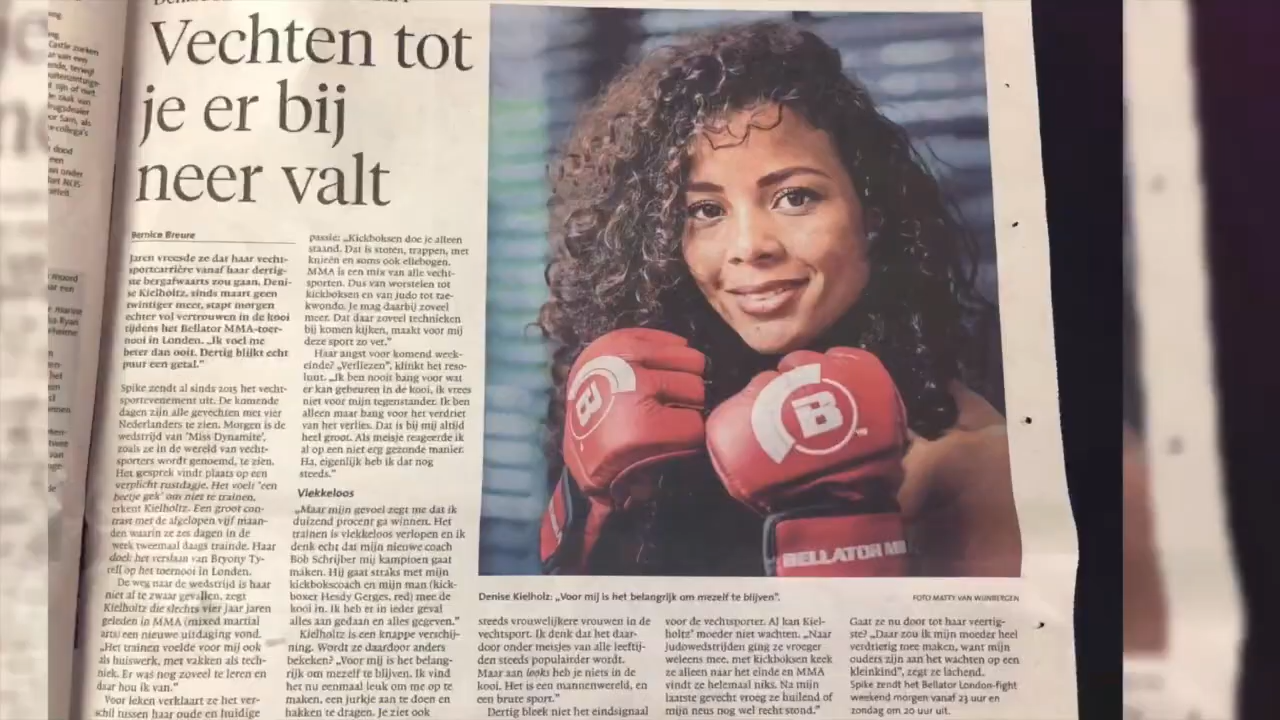 Vechten tot
je er bij
neer valt
Bernice Breure
Jaren vreesde ze dat haar vecht-
sportcarrière vanaf haar dertig-
ste bergafwaarts zou gaan. Deni-
se Kielholtz, sinds maart geen
twintiger meer, stapt morgen
echter vol vertrouwen in de kooi
tijdens het Bellator MMA-toer-
nooi in Londen. „Ik voel me
beter dan ooit. Dertig blijkt echt
puur een getal.”
Spike zendt al sinds 2015 het vecht-
sportevenement uit. De komende
dagen zijn alle gevechten met vier
Nederlanders te zien. Morgen is de
wedstrijd van 'Miss Dynamite',
zoals ze in de wereld van vecht-
sporters wordt genoemd, te zien.
Het gesprek vindt plaats op een
verplicht rustdagje. Het voelt 'een
beetje gek' om niet te trainen,
erkent Kielholtz. Een groot con-
trast met de afgelopen vijf maan-
den waarin ze zes dagen in de
week tweemaal daags trainde. Haar
doel: het verslaan van Bryony Ty-
rell op het toernooi in Londen.
De weg naar de wedstrijd is haar
niet al te zwaar gevallen, zegt
Kielholtz die slechts vier jaar jaren
geleden in MMA (mixed martial
arts) een nieuwe uitdaging vond.
„Het trainen voelde voor mij ook
als huiswerk, met vakken als tech-
niek. Er was nog zoveel te leren en
daar hou ik van.”
Voor leken verklaart ze het ver-
schil tussen haar oude en huidige
passie: „Kickboksen doe je alleen
staand. Dat is stoten, trappen, met
knieën en soms ook ellebogen.
MMA is een mix van alle vecht-
sporten. Dus van worstelen tot
kickboksen en van judo tot tae-
kwondo. Je mag daarbij zoveel
meer. Dat daar zoveel technieken
bij komen kijken, maakt voor mij
deze sport zo vet.”
Haar angst voor komend week-
einde? „Verliezen”, klinkt het reso-
luut. „Ik ben nooit bang voor wat
er kan gebeuren in de kooi, ik vrees
niet voor mijn tegenstander. Ik ben
alleen maar bang voor het verdriet
van het verlies. Dat is bij mij altijd
heel groot. Als meisje reageerde ik
al op een niet erg gezonde manier.
Ha, eigenlijk heb ik dat nog
steeds.”
Vlekkeloos
„Maar mijn gevoel zegt me dat ik
duizend procent ga winnen. Het
trainen is vlekkeloos verlopen en ik
denk echt dat mijn nieuwe coach
Bob Schrijber mij kampioen gaat
maken. Hij gaat straks met mijn
kickbokscoach en mijn man (kick-
boxer Hesdy Gerges, red) mee de
kooi in. Ik heb er in ieder geval
alles aan gedaan en alles gegeven.”
Kielholtz is een knappe verschij-
ning. Wordt ze daardoor anders
bekeken? „Voor mij is het belang-
rijk om mezelf te blijven. Ik vind
het nu eenmaal leuk om me op te
maken, een jurkje aan te doen en
hakken te dragen. Je ziet ook
B
B
BELLATOR
Denise Kielholz: „Voor mij is het belangrijk om mezelf te blijven”.
FOTO MATTY VAN WIJNBERGEN
steeds vrouwelijkere vrouwen in de
vechtsport. Ik denk dat het daar-
door onder meisjes van alle leeftij-
den steeds populairder wordt.
Maar aan looks heb je niets in de
kooi. Het is een mannenwereld, en
een brute sport.”
Dertig bleek niet het eindsignaal
voor de vechtsporter. Al kan Kiel-
holtz' moeder niet wachten. „Naar
judowedstrijden ging ze vroeger
weleens mee, met kickboksen keek
ze alleen naar het einde en MMA
vindt ze helemaal niks. Na mijn
laatste gevecht vroeg ze huilend of
mijn neus nog wel recht stond.”
Gaat ze nu door tot haar veertig-
ste? „Daar zou ik mijn moeder heel
verdrietig mee maken, want mijn
ouders zijn aan het wachten op een
kleinkind”, zegt ze lachend.
Spike zendt het Bellator London-fight
weekend morgen vanaf 23 uur en
zondag om 20 uur uit.